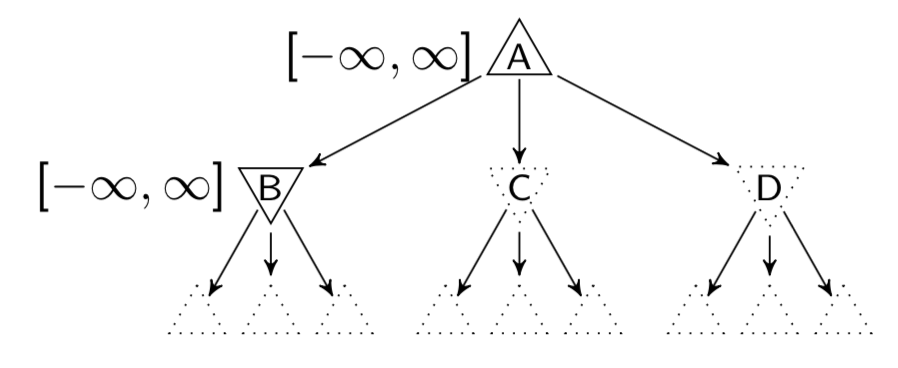 [−∞, ∞] A
[−∞, ∞] B C D